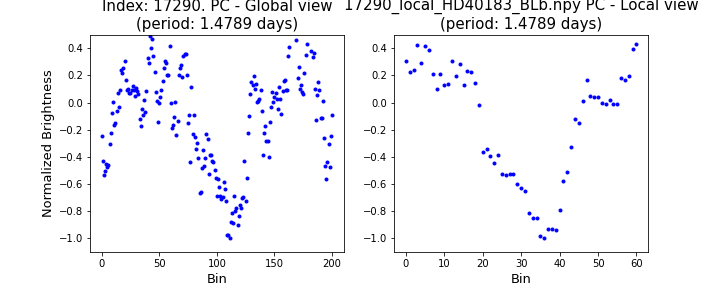 Index: 17290. PC - Global view
(period: 1.4789 days)
17290_local_HD40183_BLb.npy PC - Local view
(period: 1.4789 days)
Normalized Brightness
0.4
0.2
0.0
−0.2
−0.4
−0.6
−0.8
−1.0
0 50 100 150 200
Bin
0.4
0.2
0.0
−0.2
−0.4
−0.6
−0.8
−1.0
0 10 20 30 40 50 60
Bin